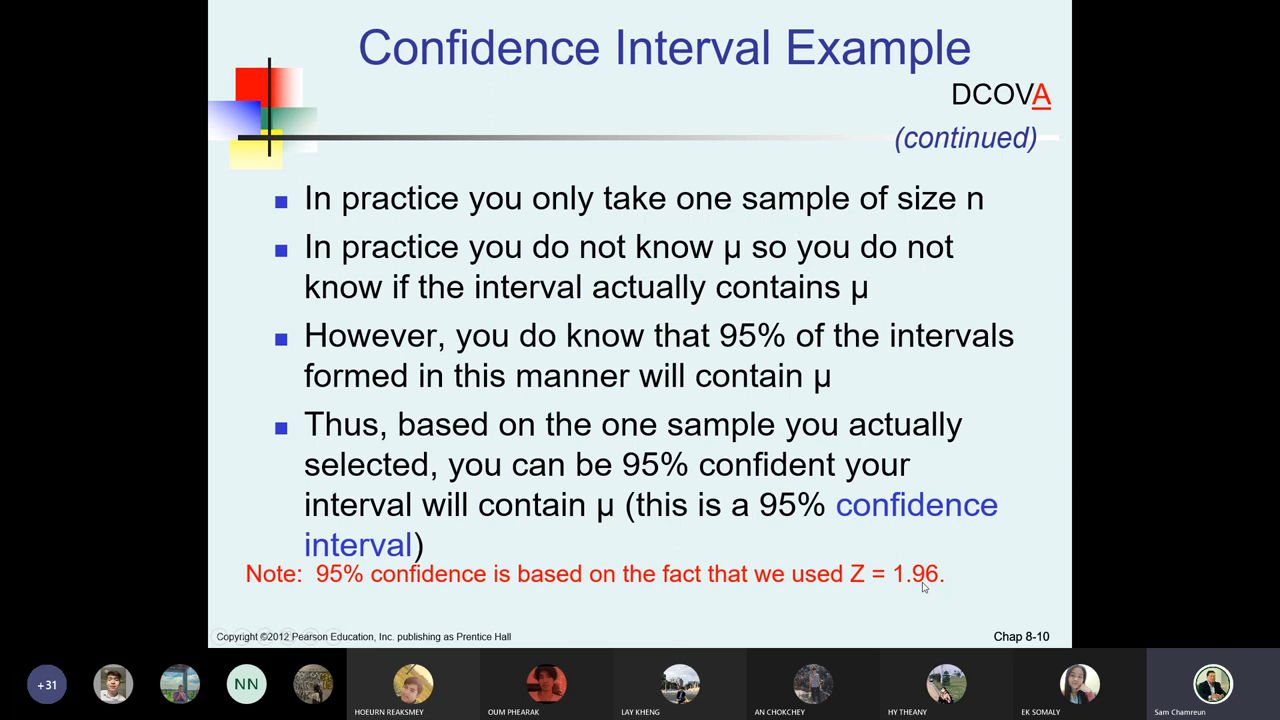 Confidence Interval Example
DCOVA
(continued)
In practice you only take one sample of size n
In practice you do not know µ so you do not
know if the interval actually contains µ
However, you do know that 95% of the intervals
formed in this manner will contain µ
Thus, based on the one sample you actually
selected, you can be 95% confident your
interval will contain µ (this is a 95% confidence
interval)
Note: 95% confidence is based on the fact that we used Z = 1.96.
Copyright ©2012 Pearson Education, Inc. publishing as Prentice Hall
Chap 8-10
+31
NN
HOEURN REAKSMEY
OUM PHEARAK
LAY KHENG
AN CHOKCHEY
HY THEANY
EK SOMALY
Sam Chamreun